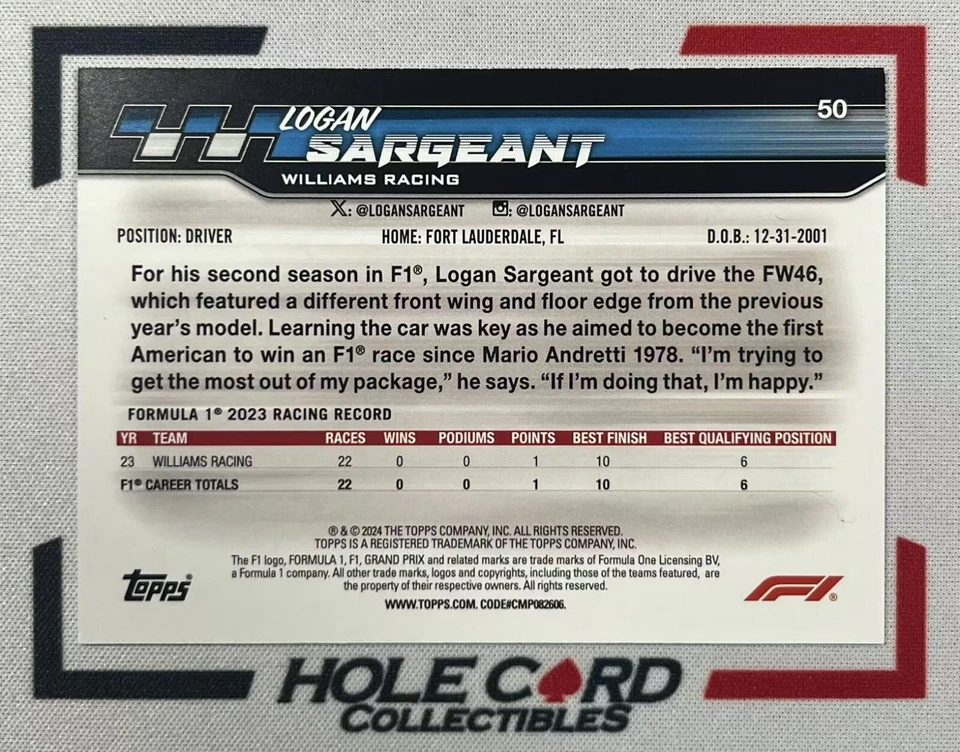 LOGAN
SARGEANT
50
WILLIAMS RACING
X: @LOGANSARGEANT : @LOGANSARGEANT
POSITION: DRIVER HOME: FORT LAUDERDALE, FL D.O.B.: 12-31-2001
For his second season in F1®, Logan Sargeant got to drive the FW46,
which featured a different front wing and floor edge from the previous
year's model. Learning the car was key as he aimed to become the first
American to win an F1® race since Mario Andretti 1978. "I'm trying to
get the most out of my package," he says. "If I'm doing that, I'm happy."
FORMULA 1® 2023 RACING RECORD
YR TEAM RACES WINS PODIUMS POINTS BEST FINISH BEST QUALIFYING POSITION
23 WILLIAMS RACING 22 0 0 1 10 6
F1® CAREER TOTALS 22 0 0 1 10 6
® & © 2024 THE TOPPS COMPANY, INC. ALL RIGHTS RESERVED.
TOPPS IS A REGISTERED TRADEMARK OF THE TOPPS COMPANY, INC.
The F1 logo, FORMULA 1, F1, GRAND PRIX and related marks are trade marks of Formula One Licensing BV,
a Formula 1 company. All other trade marks, logos and copyrights, including those of the teams featured, are
the property of their respective owners. All rights reserved.
WWW.TOPPS.COM. CODE#CMP082606.
topps®
F1®
HOLE CARD
COLLECTIBLES